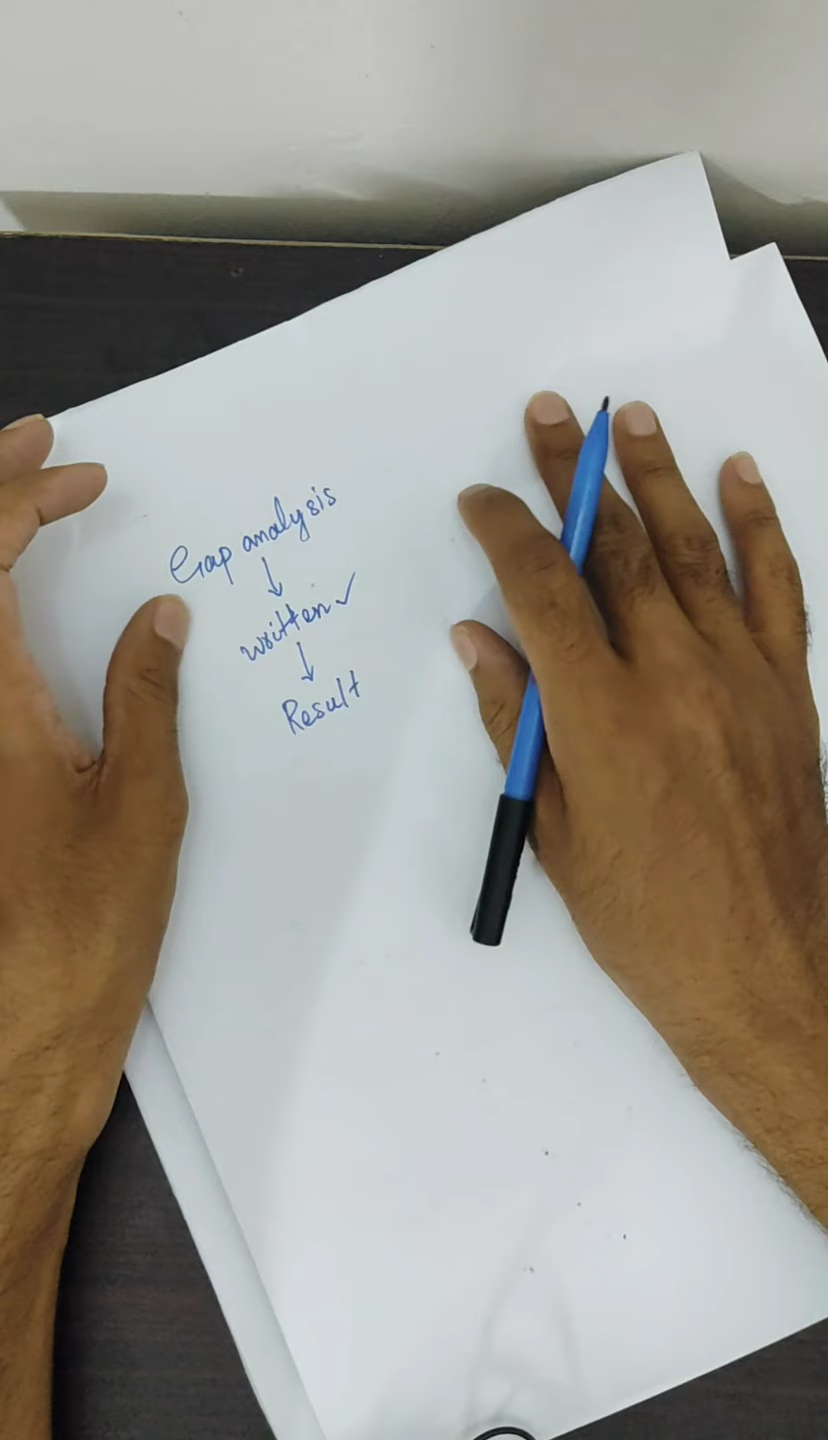 Gap analysis
↓
written ✓
↓
Result